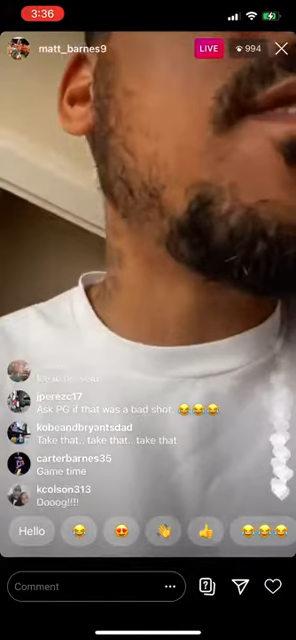 3:36
matt_barnes9
LIVE
994
jperezc17
Ask PG if that was a bad shot. 😂😂😂
kobeandbryantsdad
Take that.. take that.. take that
carterbarnes35
Game time
kcolson313
Dooog!!!!
Hello 😂 😍 👏 👍 😂😂😂
Comment